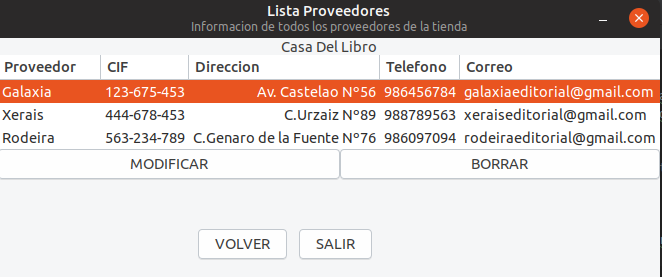 Lista Proveedores
Informacion de todos los proveedores de la tienda
Casa Del Libro
Proveedor CIF Direccion Telefono Correo
Galaxia 123-675-453 Av. Castelao Nº56 986456784 galaxiaeditorial@gmail.com
Xerais 444-678-453 C.Urzaiz Nº89 988789563 xeraiseditorial@gmail.com
Rodeira 563-234-789 C.Genaro de la Fuente Nº76 986097094 rodeiraeditorial@gmail.com
MODIFICAR BORRAR
VOLVER SALIR